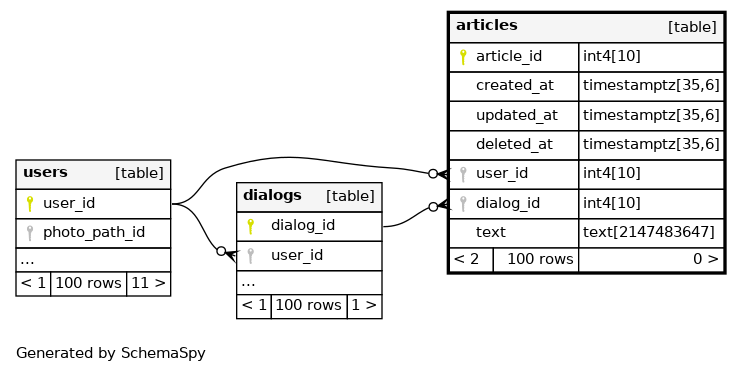 articles [table]
article_id int4[10]
created_at timestamptz[35,6]
updated_at timestamptz[35,6]
deleted_at timestamptz[35,6]
user_id int4[10]
dialog_id int4[10]
text text[2147483647]
< 2 100 rows 0 >
users [table]
user_id
photo_path_id
...
< 1 100 rows 11 >
dialogs [table]
dialog_id
user_id
...
< 1 100 rows 1 >
Generated by SchemaSpy